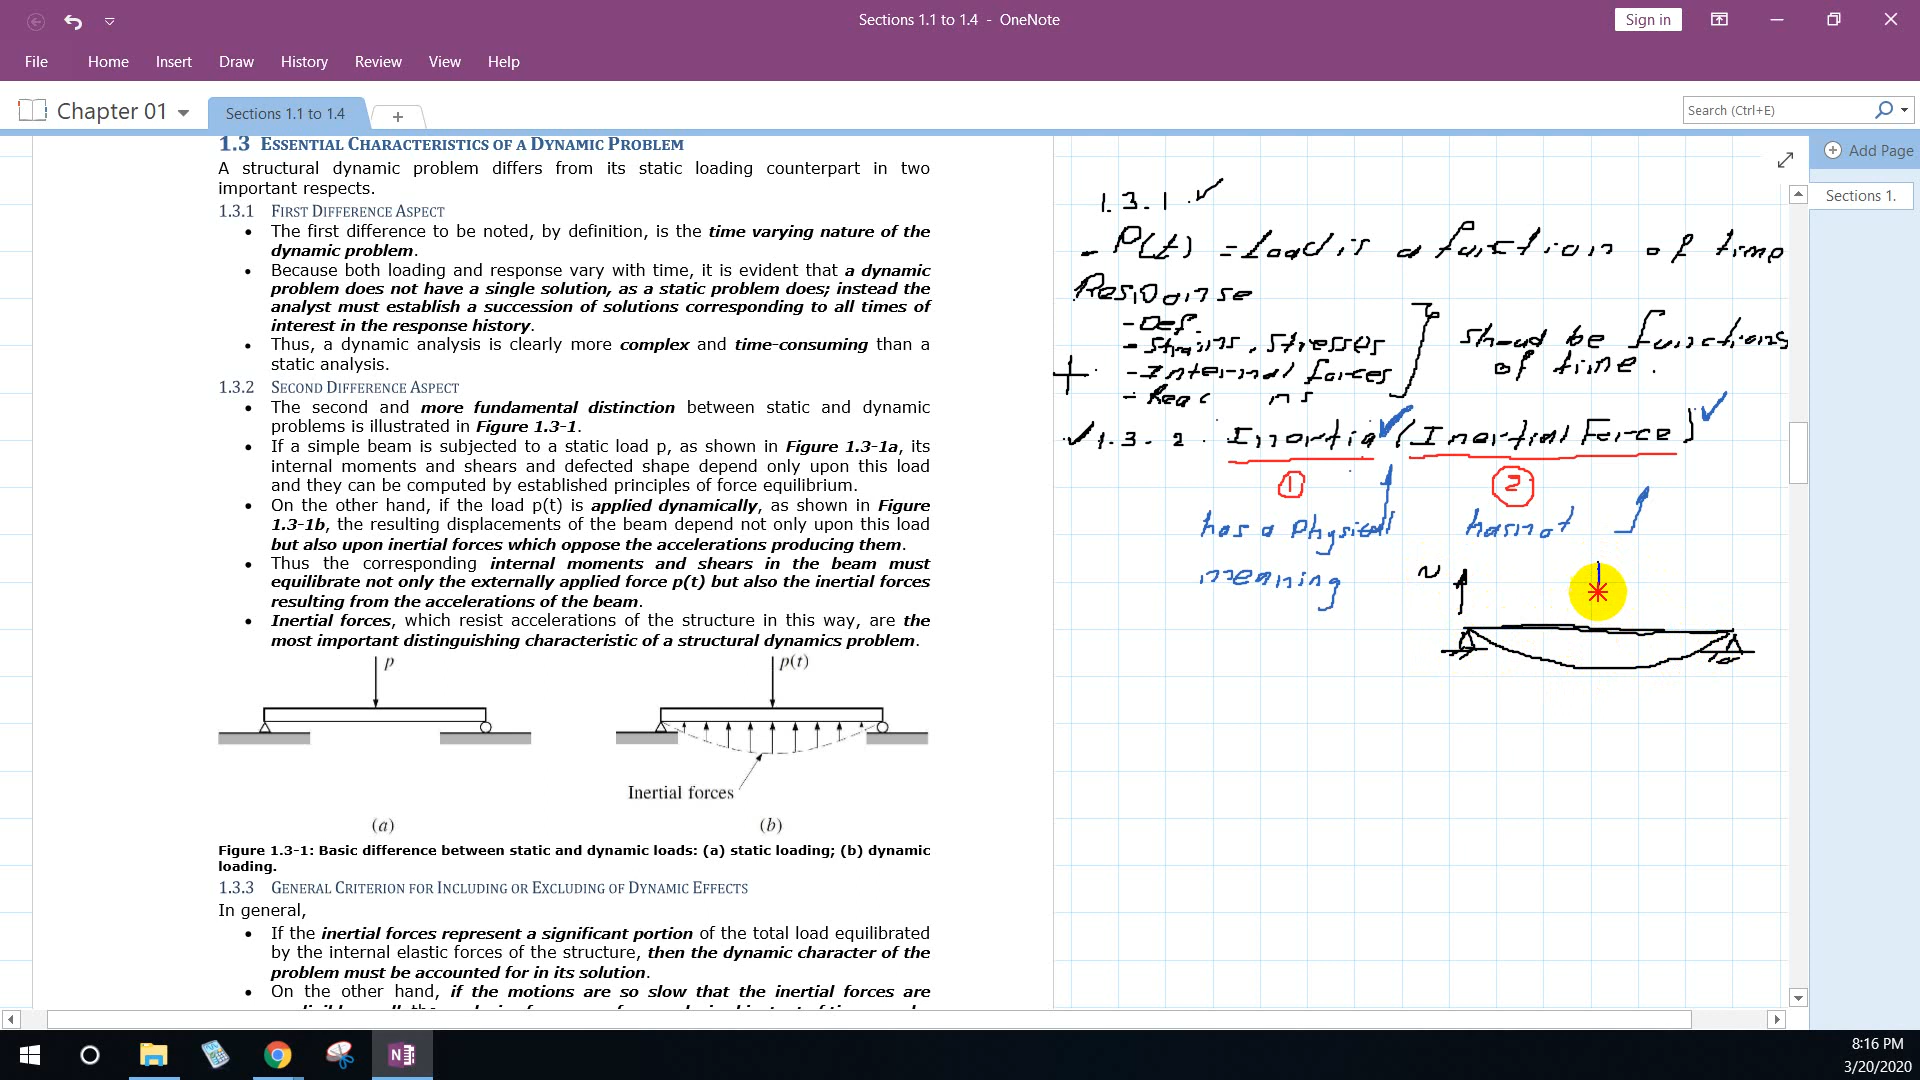 Sections 1.1 to 1.4 - OneNote
Sign in
File Home Insert Draw History Review View Help
Chapter 01
Sections 1.1 to 1.4
+
Search (Ctrl+E)
Add Page
Sections 1.
1.3 ESSENTIAL CHARACTERISTICS OF A DYNAMIC PROBLEM
A structural dynamic problem differs from its static loading counterpart in two
important respects.
1.3.1 FIRST DIFFERENCE ASPECT
• The first difference to be noted, by definition, is the time varying nature of the
dynamic problem.
• Because both loading and response vary with time, it is evident that a dynamic
problem does not have a single solution, as a static problem does; instead the
analyst must establish a succession of solutions corresponding to all times of
interest in the response history.
• Thus, a dynamic analysis is clearly more complex and time-consuming than a
static analysis.
1.3.2 SECOND DIFFERENCE ASPECT
• The second and more fundamental distinction between static and dynamic
problems is illustrated in Figure 1.3-1.
• If a simple beam is subjected to a static load p, as shown in Figure 1.3-1a, its
internal moments and shears and defected shape depend only upon this load
and they can be computed by established principles of force equilibrium.
• On the other hand, if the load p(t) is applied dynamically, as shown in Figure
1.3-1b, the resulting displacements of the beam depend not only upon this load
but also upon inertial forces which oppose the accelerations producing them.
• Thus the corresponding internal moments and shears in the beam must
equilibrate not only the externally applied force p(t) but also the inertial forces
resulting from the accelerations of the beam.
• Inertial forces, which resist accelerations of the structure in this way, are the
most important distinguishing characteristic of a structural dynamics problem.
p
p(t)
Inertial forces
(a)
(b)
Figure 1.3-1: Basic difference between static and dynamic loads: (a) static loading; (b) dynamic
loading.
1.3.3 GENERAL CRITERION FOR INCLUDING OR EXCLUDING OF DYNAMIC EFFECTS
In general,
• If the inertial forces represent a significant portion of the total load equilibrated
by the internal elastic forces of the structure, then the dynamic character of the
problem must be accounted for in its solution.
• On the other hand, if the motions are so slow that the inertial forces are
1.3.1
- P(t) = load is a function of time
Response
- Def
- Strains, stresses
- Internal forces
should be functions
of time.
1.3-2 Inertia (Inertial Force)
1
2
has a physical
meaning
has not
8:16 PM
3/20/2020